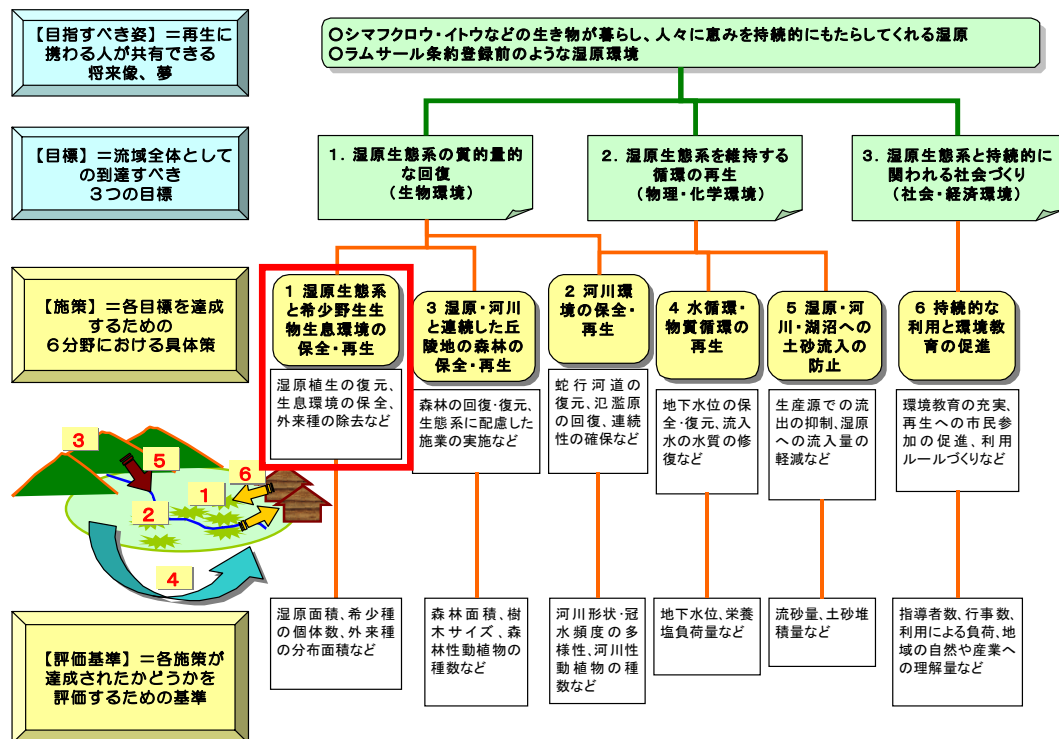 【目指すべき姿】＝再生に
携わる人が共有できる
将来像、夢
○シマフクロウ・イトウなどの生き物が暮らし、人々に恵みを持続的にもたらしてくれる湿原
○ラムサール条約登録前のような湿原環境
【目標】＝流域全体として
の到達すべき
３つの目標
１．湿原生態系の質的量的
な回復
（生物環境）
２．湿原生態系を維持する
循環の再生
（物理・化学環境）
３．湿原生態系と持続的に
関われる社会づくり
（社会・経済環境）
【施策】＝各目標を達成
するための
６分野における具体策
１ 湿原生態系
と希少野生生
物生息環境の
保全・再生
湿原植生の復元、
生息環境の保全、
外来種の除去など
３ 湿原・河川
と連続した丘
陵地の森林の
保全・再生
森林の回復・復元、
生態系に配慮した
施業の実施など
２ 河川環
境の保全・
再生
蛇行河道の
復元、氾濫原
の回復、連続
性の確保など
４ 水循環・
物質循環の
再生
地下水位の保
全・復元、流入
水の水質の修
復など
５ 湿原・河
川・湖沼への
土砂流入の
防止
生産源での流
出の抑制、湿原
への流入量の
軽減など
６ 持続的な
利用と環境教
育の促進
環境教育の充実、
再生への市民参
加の促進、利用
ルールづくりなど
3
5
6
1
2
4
【評価基準】＝各施策が
達成されたかどうかを
評価するための基準
湿原面積、希少種
の個体数、外来種
の分布面積など
森林面積、樹
木サイズ、森
林性動植物の
種数など
河川形状・冠
水頻度の多
様性、河川性
動植物の種
数など
地下水位、栄養
塩負荷量など
流砂量、土砂堆
積量など
指導者数、行事数、
利用による負荷、地
域の自然や産業へ
の理解量など